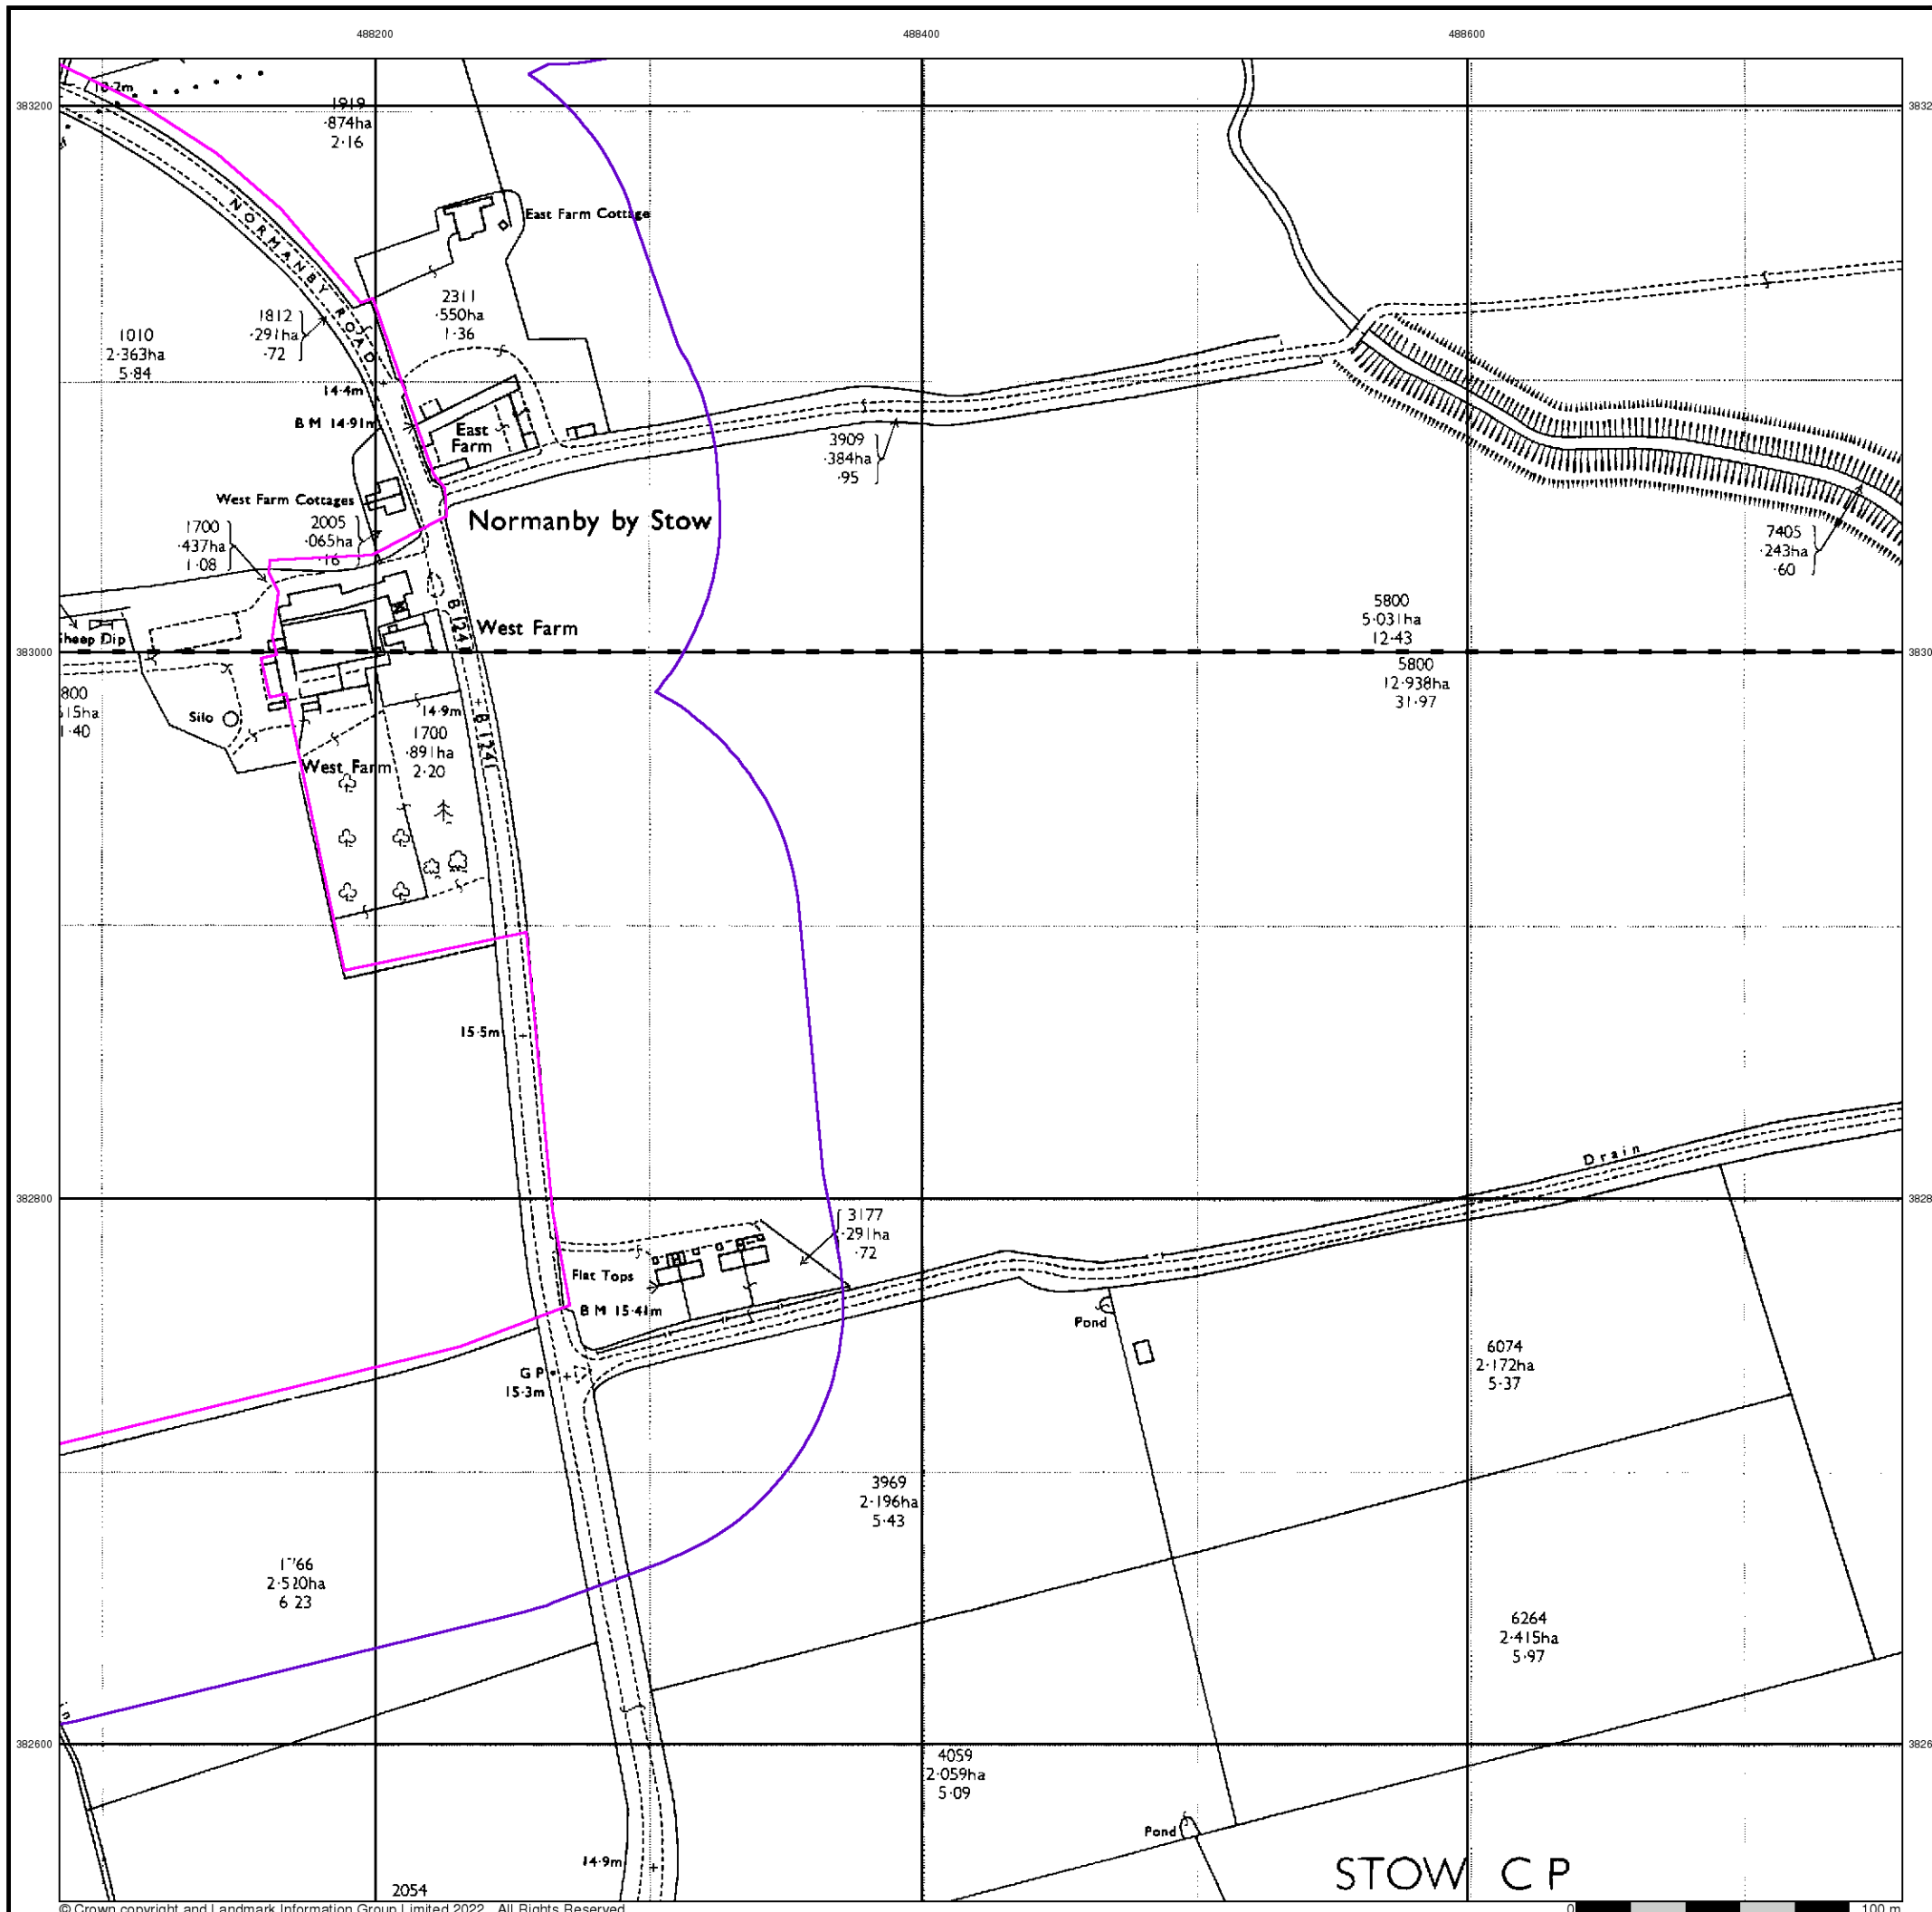 488200
488400
488600
383200
18·2m
1919
·874ha
2·16
NORMANBY ROAD
East Farm Cottage
2311
·550ha
1·36
1812
·291ha
·72
1010
2·363ha
5·84
14·4m
B M 14·91m
East
Farm
3909
·384ha
·95
West Farm Cottages
Normanby by Stow
1700
·437ha
1·08
2005
·065ha
·16
7405
·243ha
·60
B 1241
West Farm
5800
5·031ha
12·43
Sheep Dip
383000
5800
12·938ha
31·97
800
·40
Silo
14·9m
B 1241
1700
·891ha
2·20
West Farm
15·5m
Drain
382800
3177
·291ha
·72
Flat Tops
B M 15·41m
Pond
G P
15·3m
6074
2·172ha
5·37
3969
2·196ha
5·43
1766
2·520ha
6 23
6264
2·415ha
5·97
382600
4059
2·059ha
5·09
Pond
14·9m
STOW C P
2054
© Crown copyright and Landmark Information Group Limited 2022. All Rights Reserved.
0
100 m